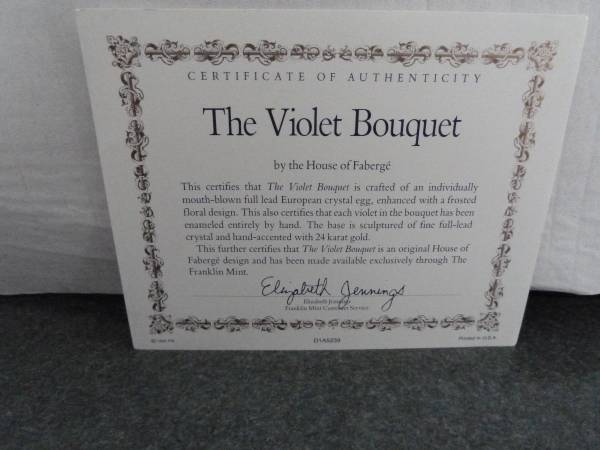 CERTIFICATE OF AUTHENTICITY
The Violet Bouquet
by the House of Fabergé
This certifies that The Violet Bouquet is crafted of an individually
mouth-blown full lead European crystal egg, enhanced with a frosted
floral design. This also certifies that each violet in the bouquet has been
enameled entirely by hand. The base is sculptured of fine full-lead
crystal and hand-accented with 24 karat gold.
This further certifies that The Violet Bouquet is an original House of
Fabergé design and has been made available exclusively through The
Franklin Mint.
Elizabeth Jennings
Elizabeth Jennings
Franklin Mint Customer Service
D1A5239
Printed in U.S.A.